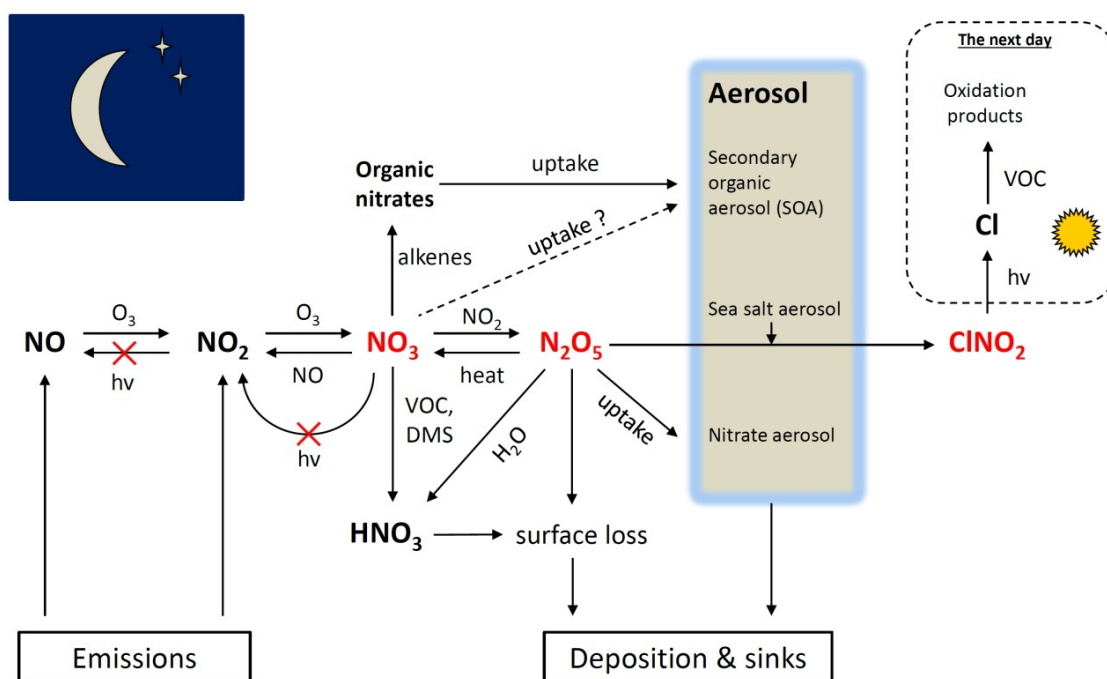 The next day
Oxidation
products
VOC
Cl
hv
Aerosol
Secondary
organic
aerosol (SOA)
Organic
nitrates
uptake
uptake ?
alkenes
Sea salt aerosol
NO
O₃
hv
NO₂
O₃
NO
NO₃
NO₂
heat
N₂O₅
ClNO₂
hv
VOC,
DMS
H₂O
uptake
Nitrate aerosol
HNO₃
surface loss
Emissions
Deposition & sinks